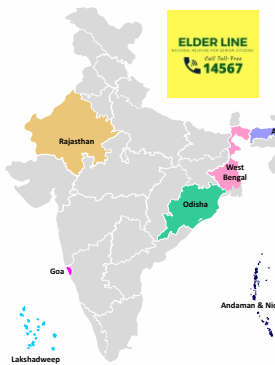 ELDER LINE
NATIONAL HELPLINE FOR SENIOR CITIZENS
Call Toll-Free
14567
A
Rajasthan
West
Bengal
Odisha
Goa
Andaman & Nic
Lakshadweep